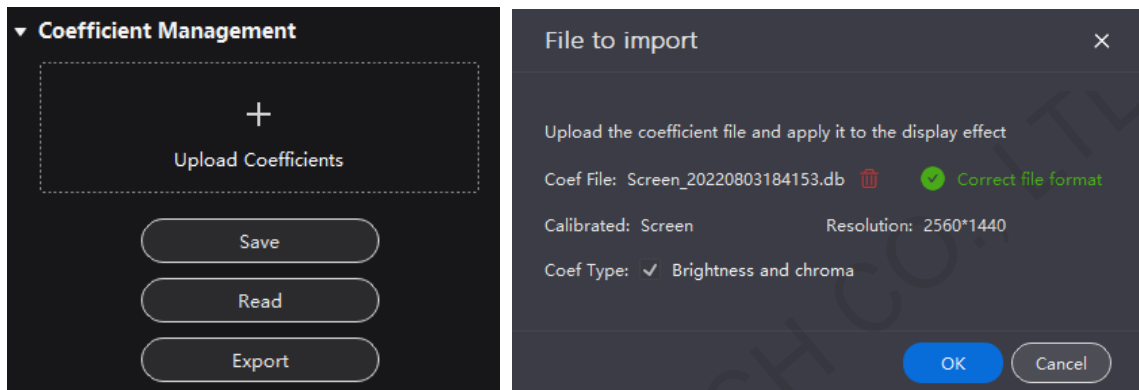 Coefficient Management
Upload Coefficients
Save
Read
Export
File to import
Upload the coefficient file and apply it to the display effect
Coef File: Screen_20220803184153.db Correct file format
Calibrated: Screen Resolution: 2560*1440
Coef Type: Brightness and chroma
OK Cancel